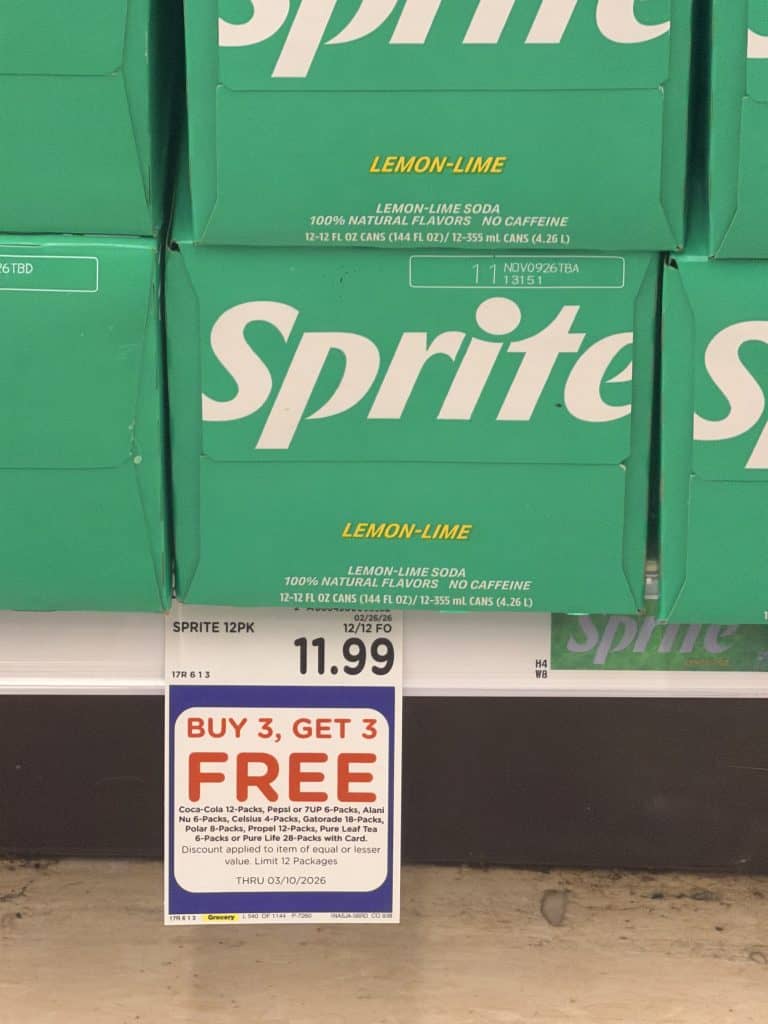 Sprite
LEMON-LIME
LEMON-LIME SODA
100% NATURAL FLAVORS NO CAFFEINE
12-12 FL OZ CANS (144 FL OZ)/ 12-355 mL CANS (4.26 L)
6TBD
11 NOV0926TBA
13151
Sprite
LEMON-LIME
LEMON-LIME SODA
100% NATURAL FLAVORS NO CAFFEINE
12-12 FL OZ CANS (144 FL OZ)/ 12-355 mL CANS (4.26 L)
02/26/26
SPRITE 12PK
12/12 FO
11.99
17R 6 1 3
H4
W8
Sprite
BUY 3, GET 3
FREE
Coca-Cola 12-Packs, Pepsi or 7UP 6-Packs, Alani
Nu 6-Packs, Celsius 4-Packs, Gatorade 18-Packs,
Polar 8-Packs, Propel 12-Packs, Pure Leaf Tea
6-Packs or Pure Life 28-Packs with Card.
Discount applied to item of equal or lesser
value. Limit 12 Packages
THRU 03/10/2026
17R 6 1 3 Grocery L 540 OF 1144 P-7260